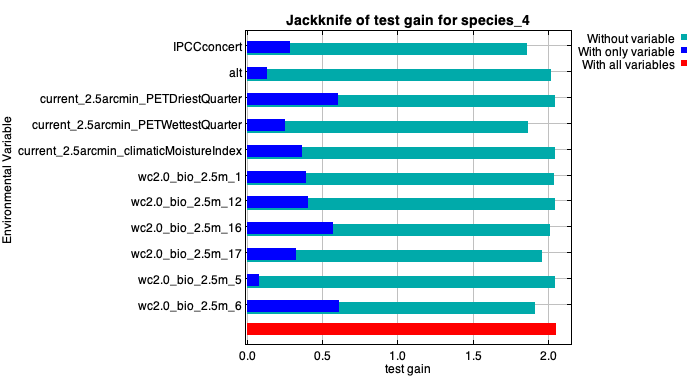 Jackknife of test gain for species_4
Without variable
With only variable
With all variables
Environmental Variable
IPCCconcert
alt
current_2.5arcmin_PETDriestQuarter
current_2.5arcmin_PETWettestQuarter
current_2.5arcmin_climaticMoistureIndex
wc2.0_bio_2.5m_1
wc2.0_bio_2.5m_12
wc2.0_bio_2.5m_16
wc2.0_bio_2.5m_17
wc2.0_bio_2.5m_5
wc2.0_bio_2.5m_6
0.0 0.5 1.0 1.5 2.0
test gain